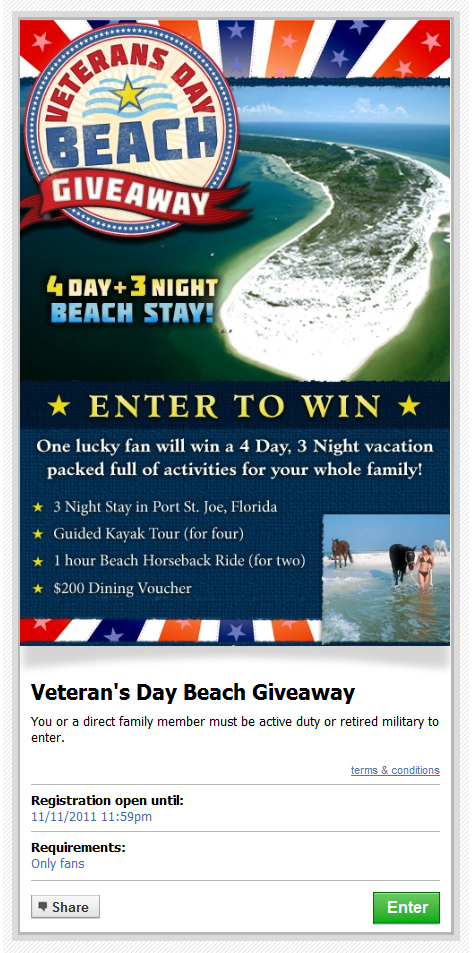 VETERANS DAY
BEACH
GIVEAWAY
4 DAY + 3 NIGHT
BEACH STAY!
ENTER TO WIN
One lucky fan will win a 4 Day, 3 Night vacation
packed full of activities for your whole family!
3 Night Stay in Port St. Joe, Florida
Guided Kayak Tour (for four)
1 hour Beach Horseback Ride (for two)
$200 Dining Voucher
Veteran's Day Beach Giveaway
You or a direct family member must be active duty or retired military to
enter.
terms & conditions
Registration open until:
11/11/2011 11:59pm
Requirements:
Only fans
Share
Enter